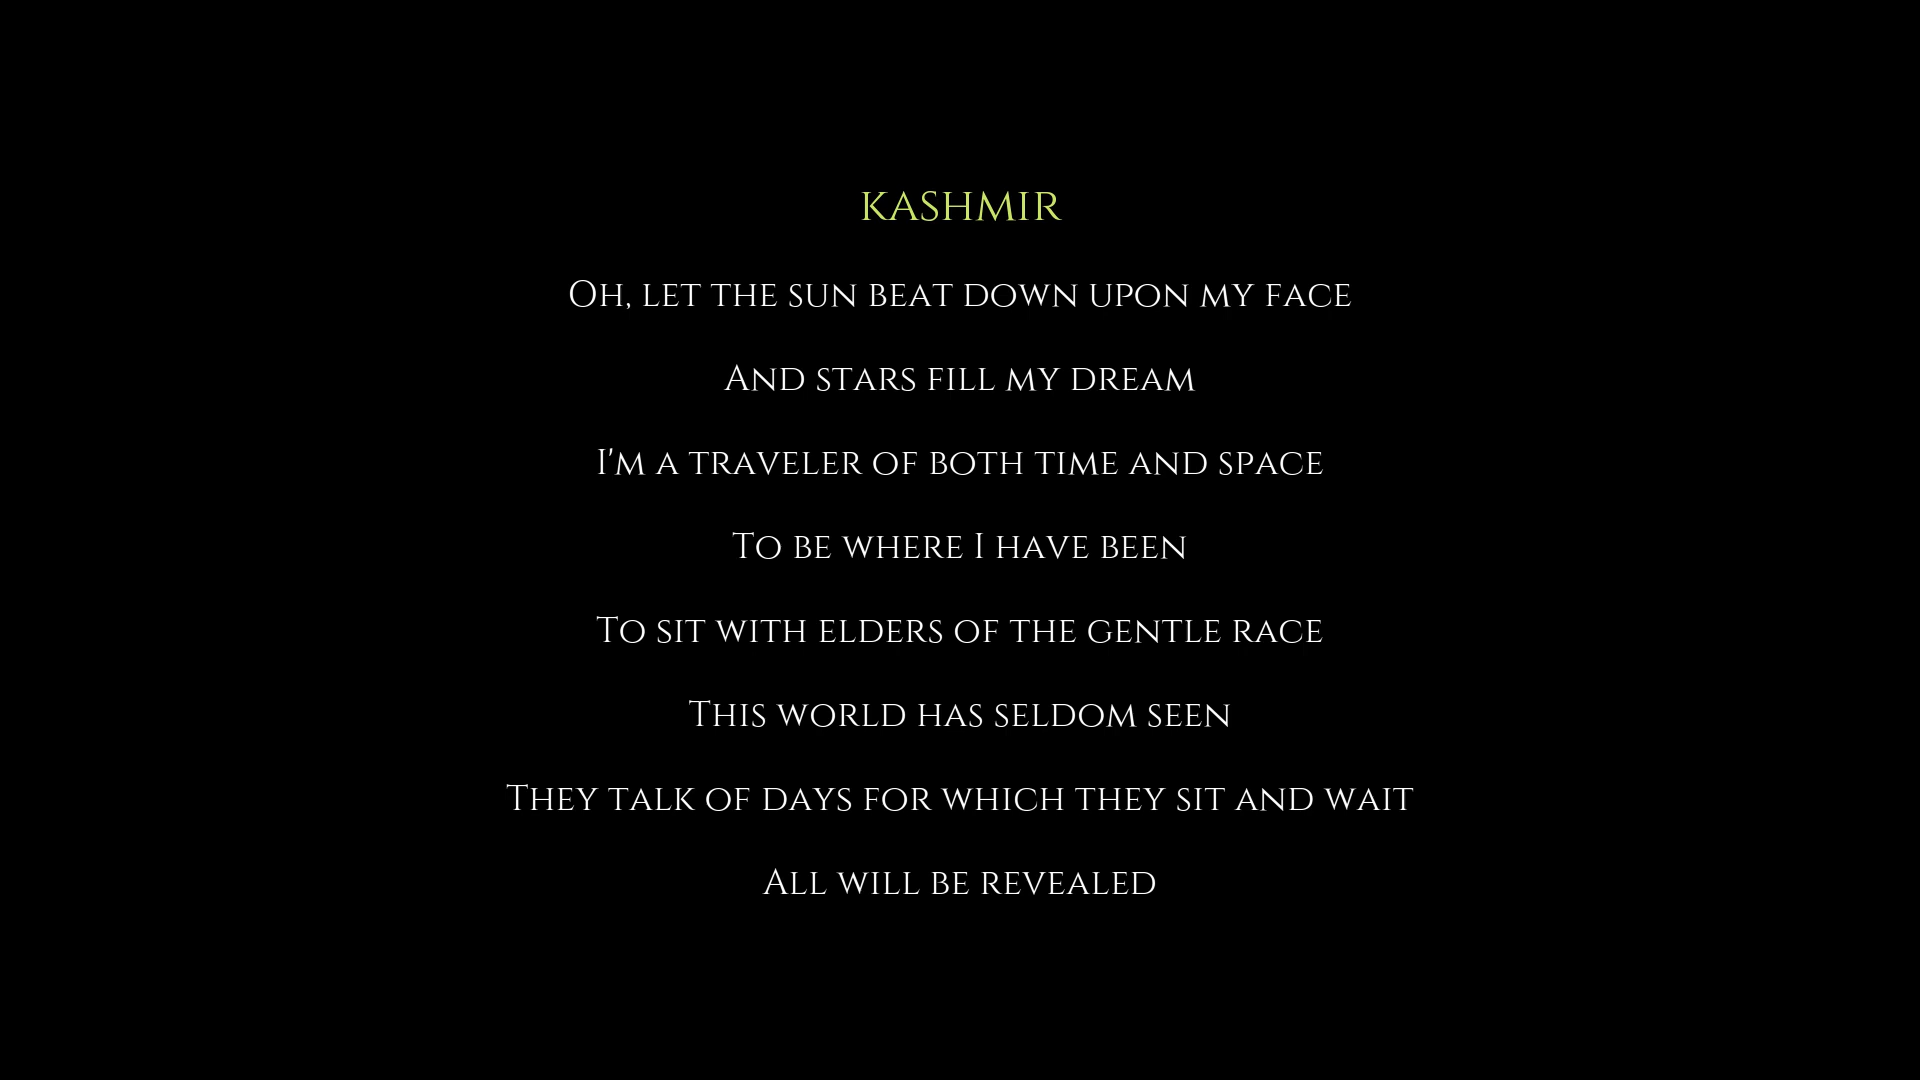 KASHMIR
Oh, let the sun beat down upon my face
And stars fill my dream
I'm a traveler of both time and space
To be where I have been
To sit with elders of the gentle race
This world has seldom seen
They talk of days for which they sit and wait
All will be revealed